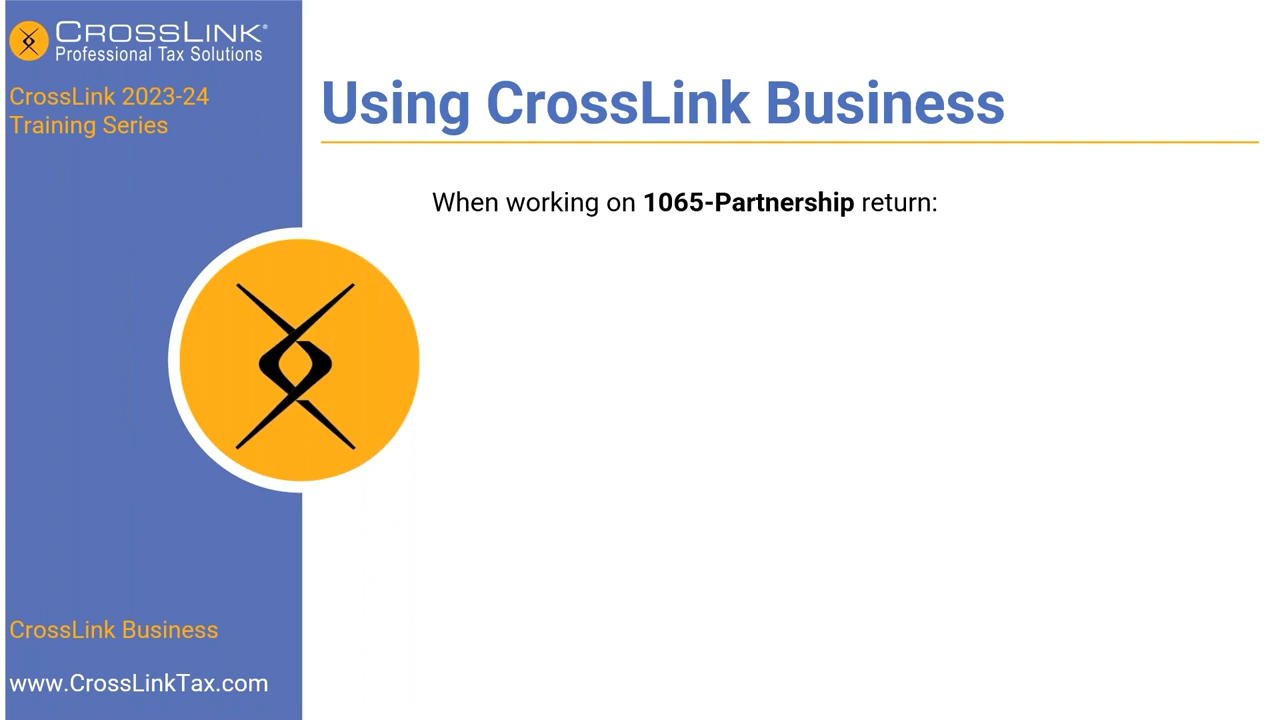 CROSSLINK®
Professional Tax Solutions
CrossLink 2023-24
Training Series
Using CrossLink Business
When working on 1065-Partnership return:
CrossLink Business
www.CrossLinkTax.com